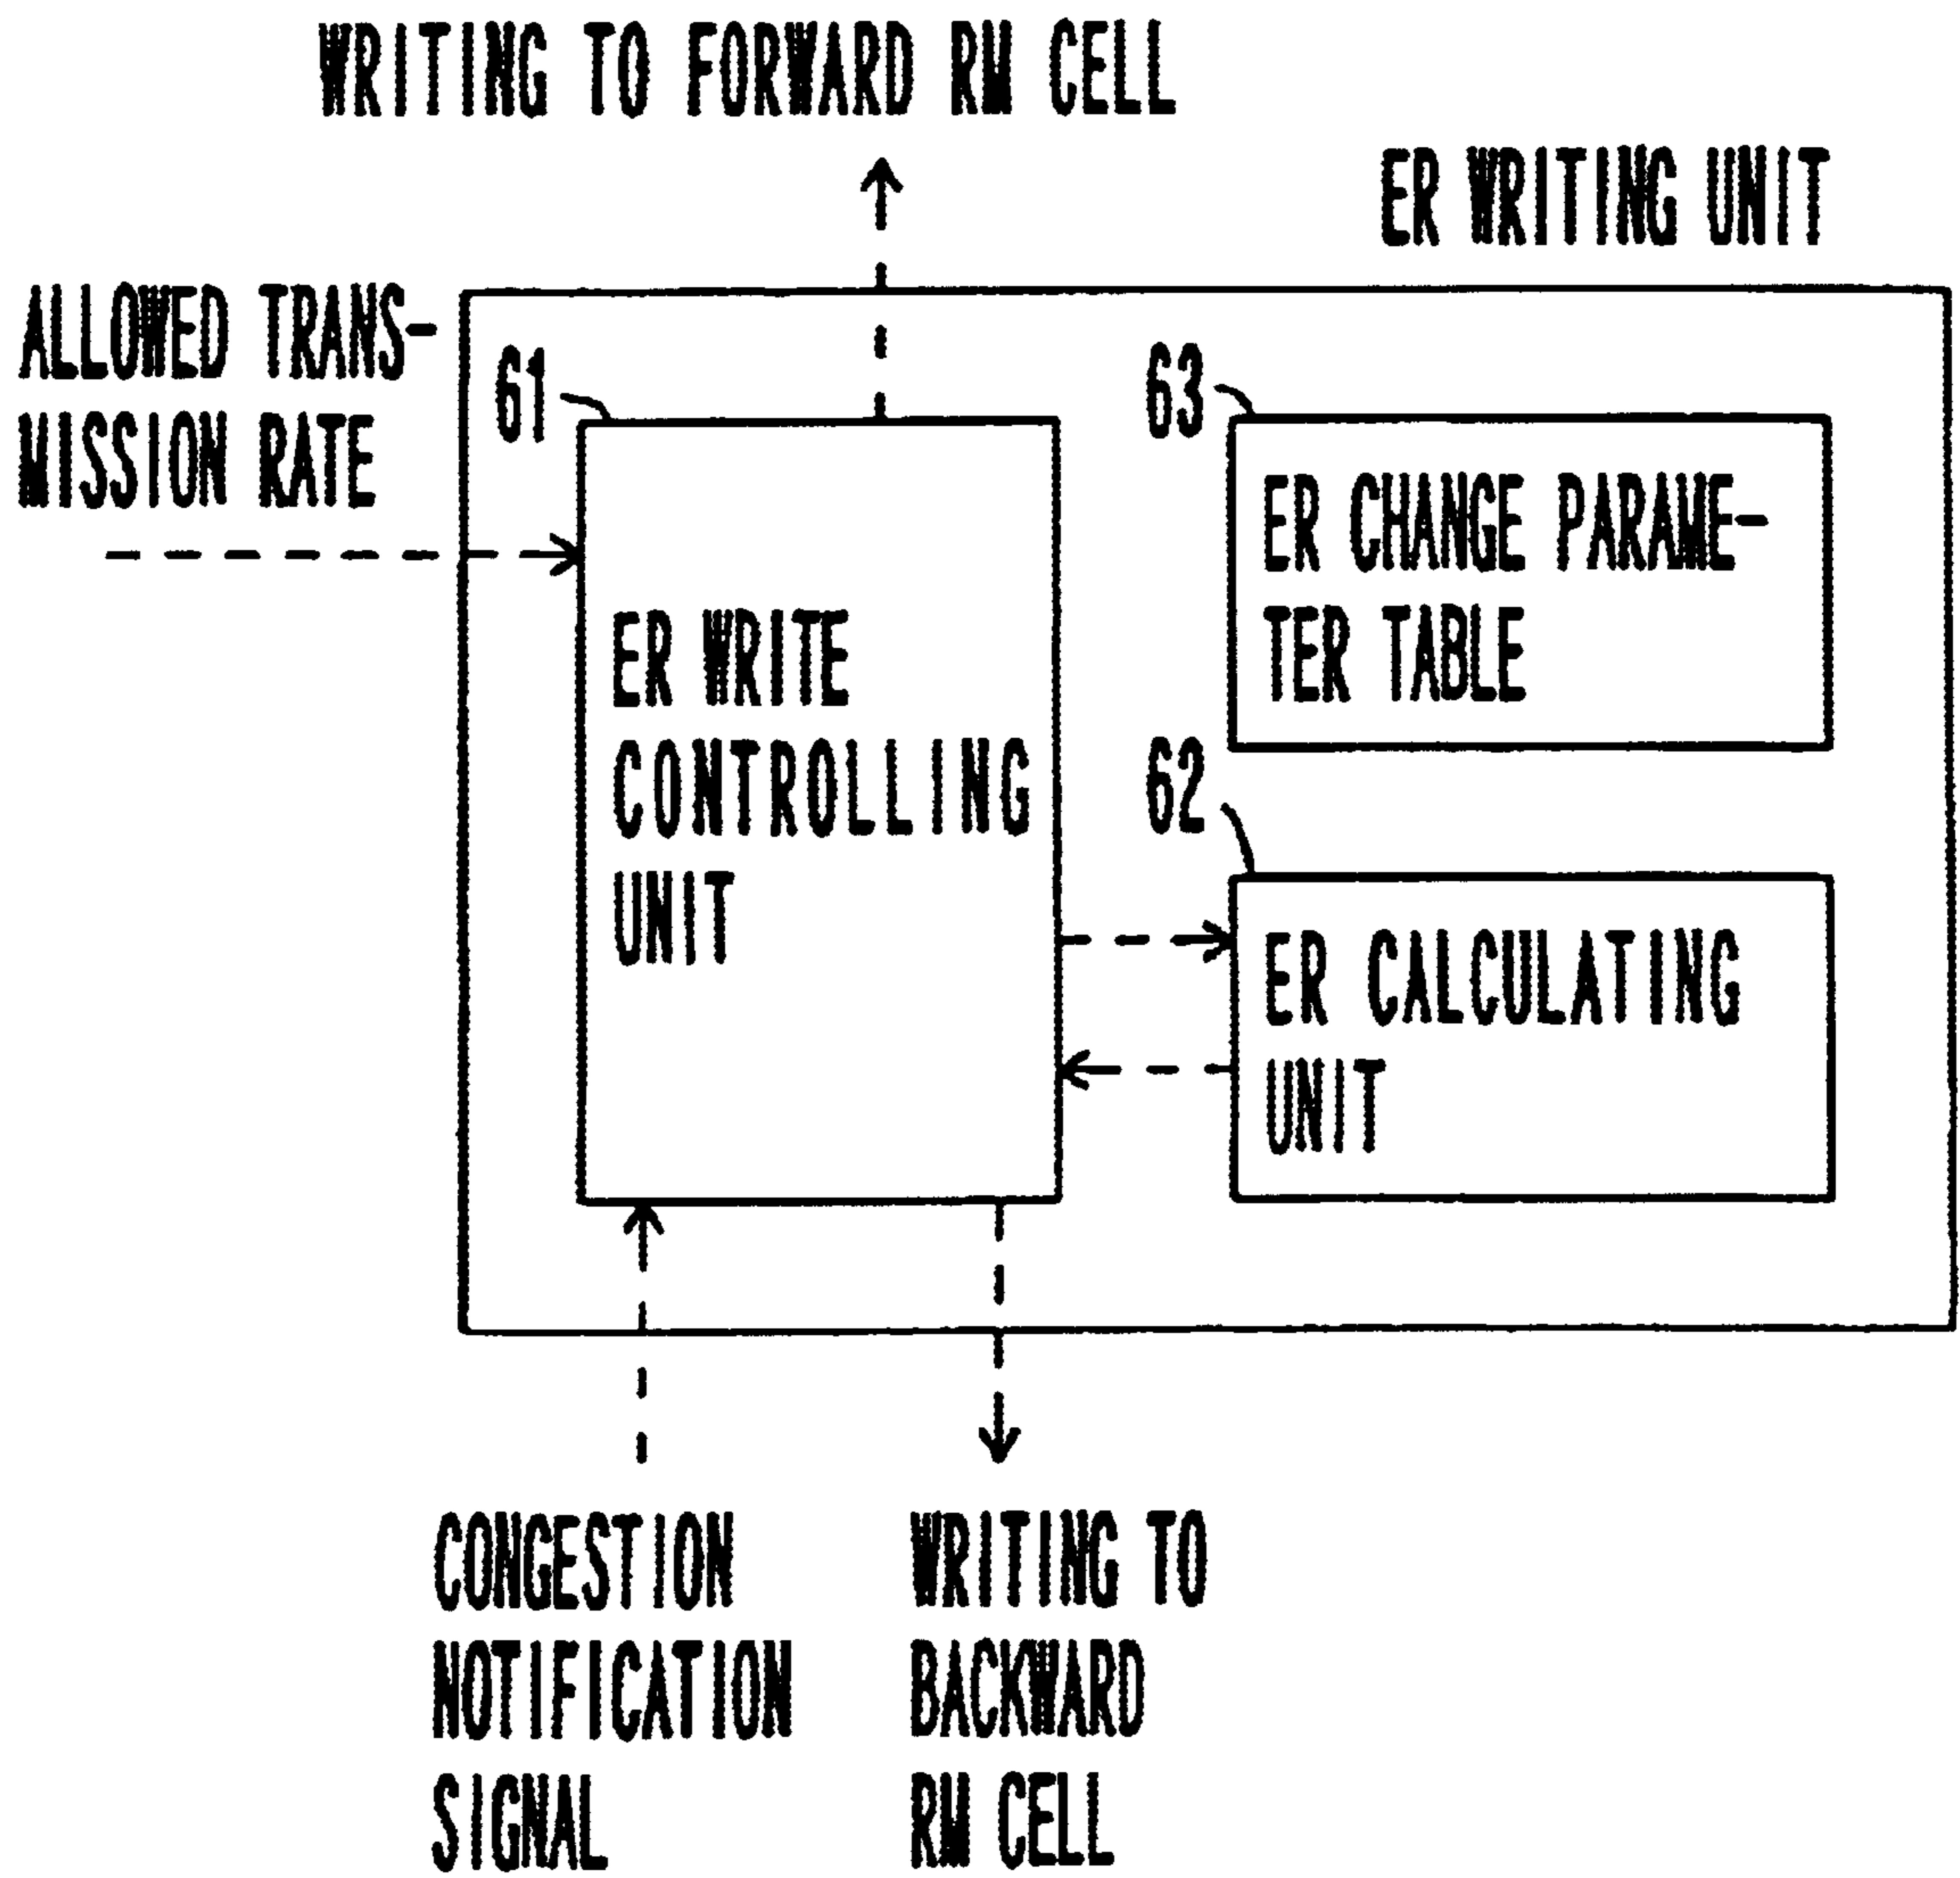 WRITING TO FORWARD RM CELL
ER WRITING UNIT
ALLOWED TRANS-
MISSION RATE
61
63
ER CHANGE PARAME-
TER TABLE
ER WRITE
CONTROLLING
UNIT
62
ER CALCULATING
UNIT
CONGESTION
NOTIFICATION
SIGNAL
WRITING TO
BACKWARD
RM CELL